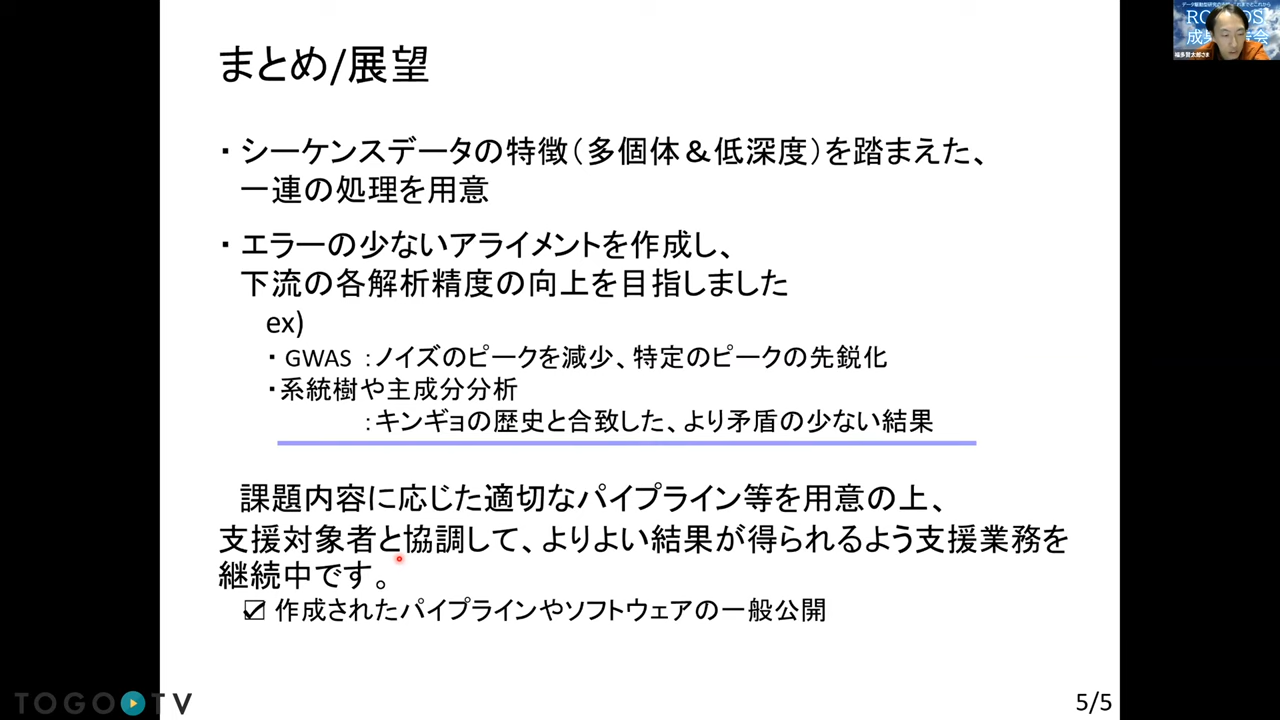 まとめ/展望
・シーケンスデータの特徴(多個体＆低深度)を踏まえた、
一連の処理を用意
・エラーの少ないアライメントを作成し、
下流の各解析精度の向上を目指しました
ex)
・GWAS ：ノイズのピークを減少、特定のピークの先鋭化
・系統樹や主成分分析
：キンギョの歴史と合致した、より矛盾の少ない結果
課題内容に応じた適切なパイプライン等を用意の上、
支援対象者と協調して、よりよい結果が得られるよう支援業務を
継続中です。
☑ 作成されたパイプラインやソフトウェアの一般公開
5/5
TOGO TV